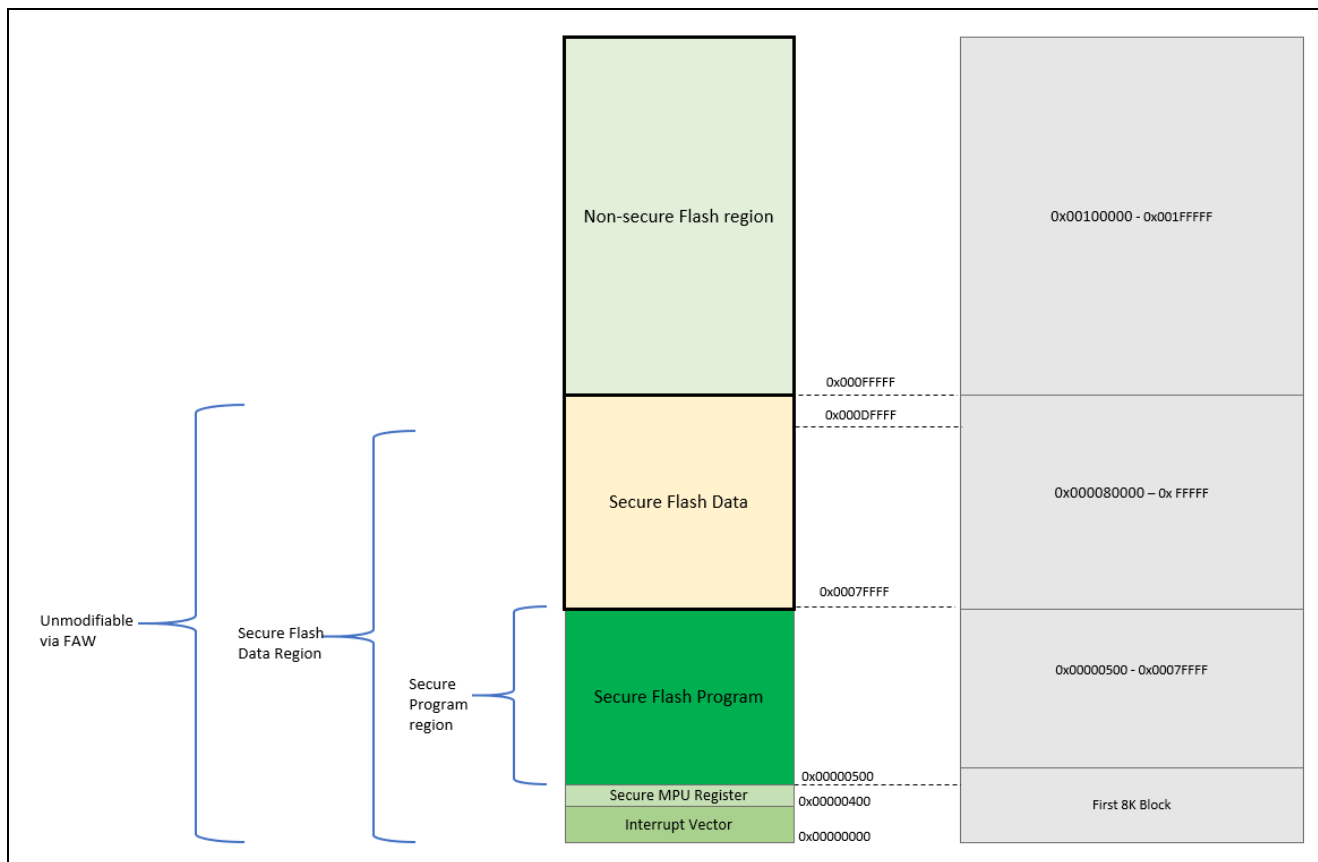 Non-secure Flash region
0x00100000 - 0x001FFFFF
0x000FFFFF
0x000DFFFF
Secure Flash Data
0x000080000 – 0x FFFFF
0x0007FFFF
Unmodifiable
via FAW
Secure Flash
Data Region
Secure
Program
region
Secure Flash Program
0x00000500 - 0x0007FFFF
0x00000500
Secure MPU Register
0x00000400
First 8K Block
Interrupt Vector
0x00000000